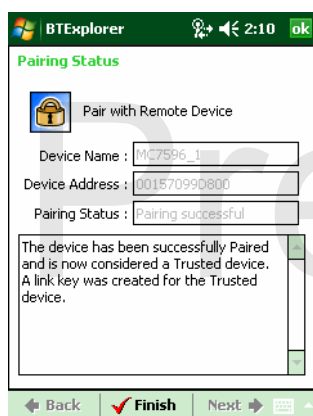 BTExplorer 2:10 ok
Pairing Status
Pair with Remote Device
Device Name : MC7596_1
Device Address : 00157099D800
Pairing Status : Pairing successful
The device has been successfully Paired
and is now considered a Trusted device.
A link key was created for the Trusted
device.
Back Finish Next